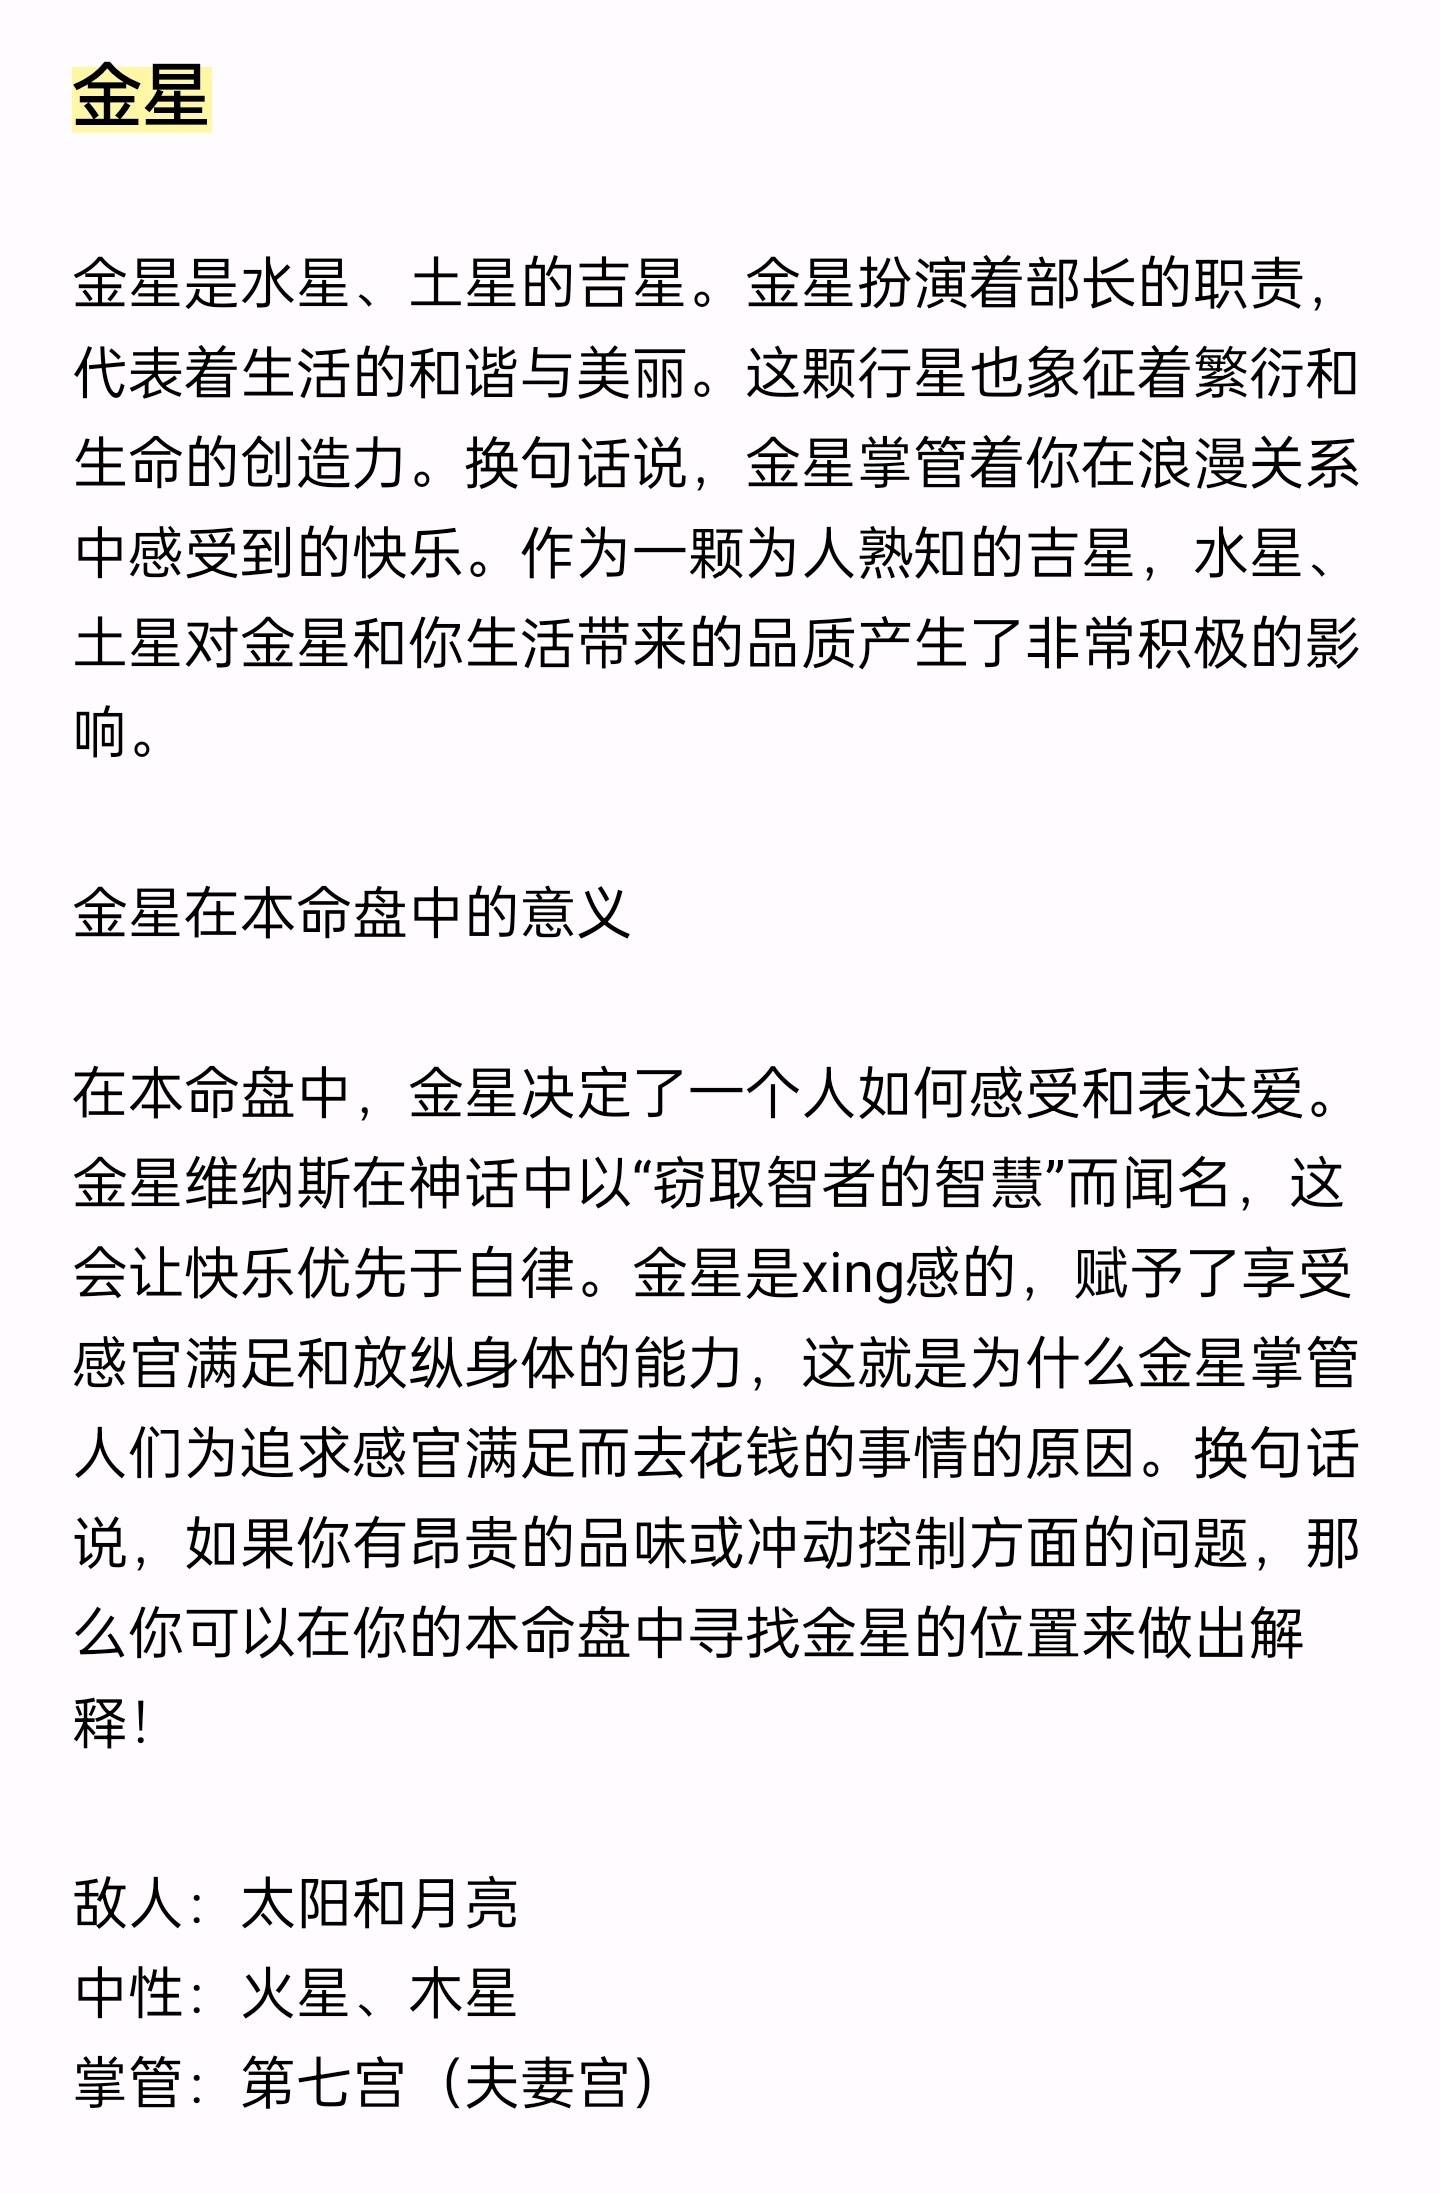 金星
金星是水星、土星的吉星。金星扮演着部长的职责，
代表着生活的和谐与美丽。这颗行星也象征着繁衍和
生命的创造力。换句话说，金星掌管着你在浪漫关系
中感受到的快乐。作为一颗为人熟知的吉星，水星、
土星对金星和你生活带来的品质产生了非常积极的影
响。
金星在本命盘中的意义
在本命盘中，金星决定了一个人如何感受和表达爱。
金星维纳斯在神话中以“窃取智者的智慧”而闻名，这
会让快乐优先于自律。金星是xing感的，赋予了享受
感官满足和放纵身体的能力，这就是为什么金星掌管
人们为追求感官满足而去花钱的事情的原因。换句话
说，如果你有昂贵的品味或冲动控制方面的问题，那
么你可以在你的本命盘中寻找金星的位置来做出解
释！
敌人：太阳和月亮
中性：火星、木星
掌管：第七宫（夫妻宫）